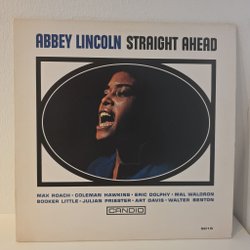 ABBEY LINCOLN STRAIGHT AHEAD
MAX ROACH · COLEMAN HAWKINS · ERIC DOLPHY · MAL WALDRON
BOOKER LITTLE · JULIAN PRIESTER · ART DAVIS · WALTER BENTON
CANDID